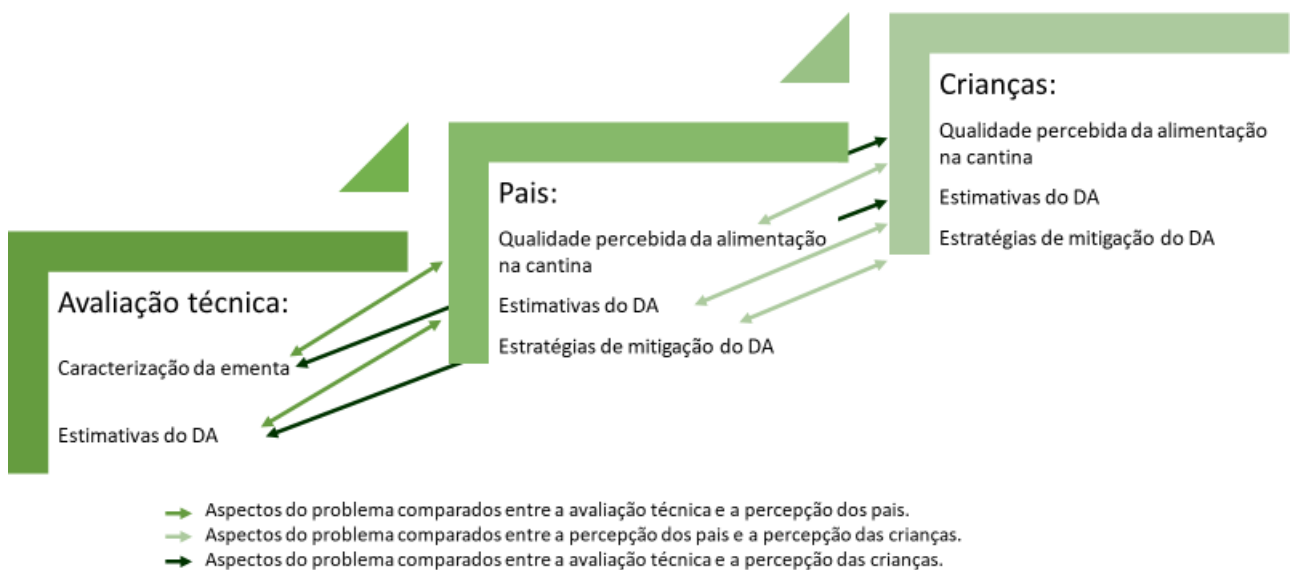 Crianças:
Qualidade percebida da alimentação
na cantina
Estimativas do DA
Estratégias de mitigação do DA
Pais:
Qualidade percebida da alimentação
na cantina
Estimativas do DA
Estratégias de mitigação do DA
Avaliação técnica:
Caracterização da ementa
Estimativas do DA
Aspectos do problema comparados entre a avaliação técnica e a percepção dos pais.
Aspectos do problema comparados entre a percepção dos pais e a percepção das crianças.
Aspectos do problema comparados entre a avaliação técnica e a percepção das crianças.